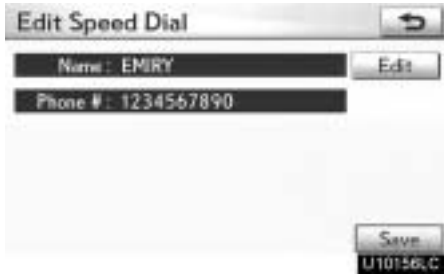 Edit Speed Dial
Name: EMIRY
Edit
Phone #: 1234567890
Save
U10156LC